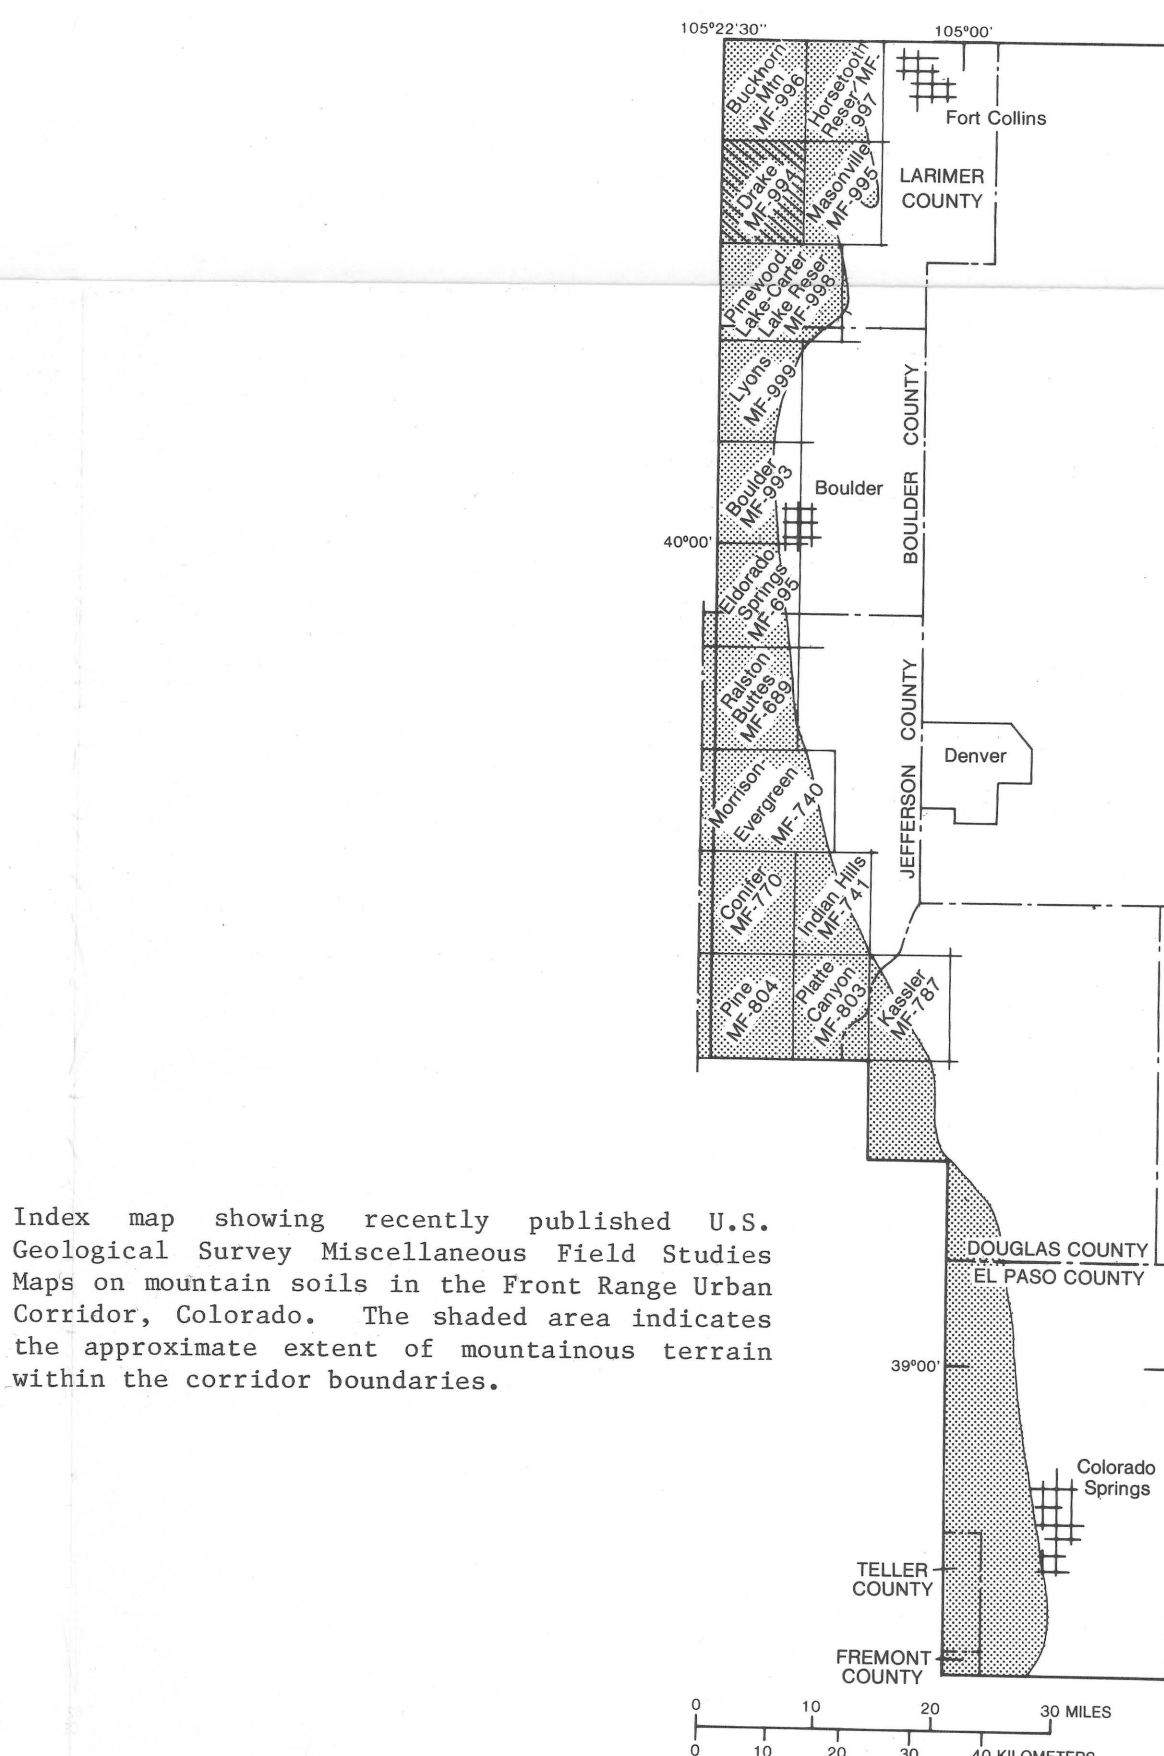 105°22'30"
105°00'
Buckhorn
Mtn
MF-996
Horsetooth
Reser MF-
997
Fort Collins
Drake
MF-994
Masonville
MF-995
LARIMER
COUNTY
Pinewood
Lake-Carter
Lake Reser
MF-998
Lyons
MF-999
BOULDER COUNTY
Boulder
MF-993
Boulder
40°00'
Eldorado
Springs
MF-695
Ralston
Buttes
MF-689
JEFFERSON COUNTY
Denver
Morrison-
Evergreen
MF-740
Conifer
MF-770
Indian Hills
MF-741
Pine
MF-804
Platte
Canyon
MF-803
Kassler
MF-787
Index map showing recently published U.S.
Geological Survey Miscellaneous Field Studies
Maps on mountain soils in the Front Range Urban
Corridor, Colorado. The shaded area indicates
the approximate extent of mountainous terrain
within the corridor boundaries.
DOUGLAS COUNTY
EL PASO COUNTY
39°00'
Colorado
Springs
TELLER
COUNTY
FREMONT
COUNTY
0 10 20 30 MILES
0 10 20 30 40 KILOMETERS